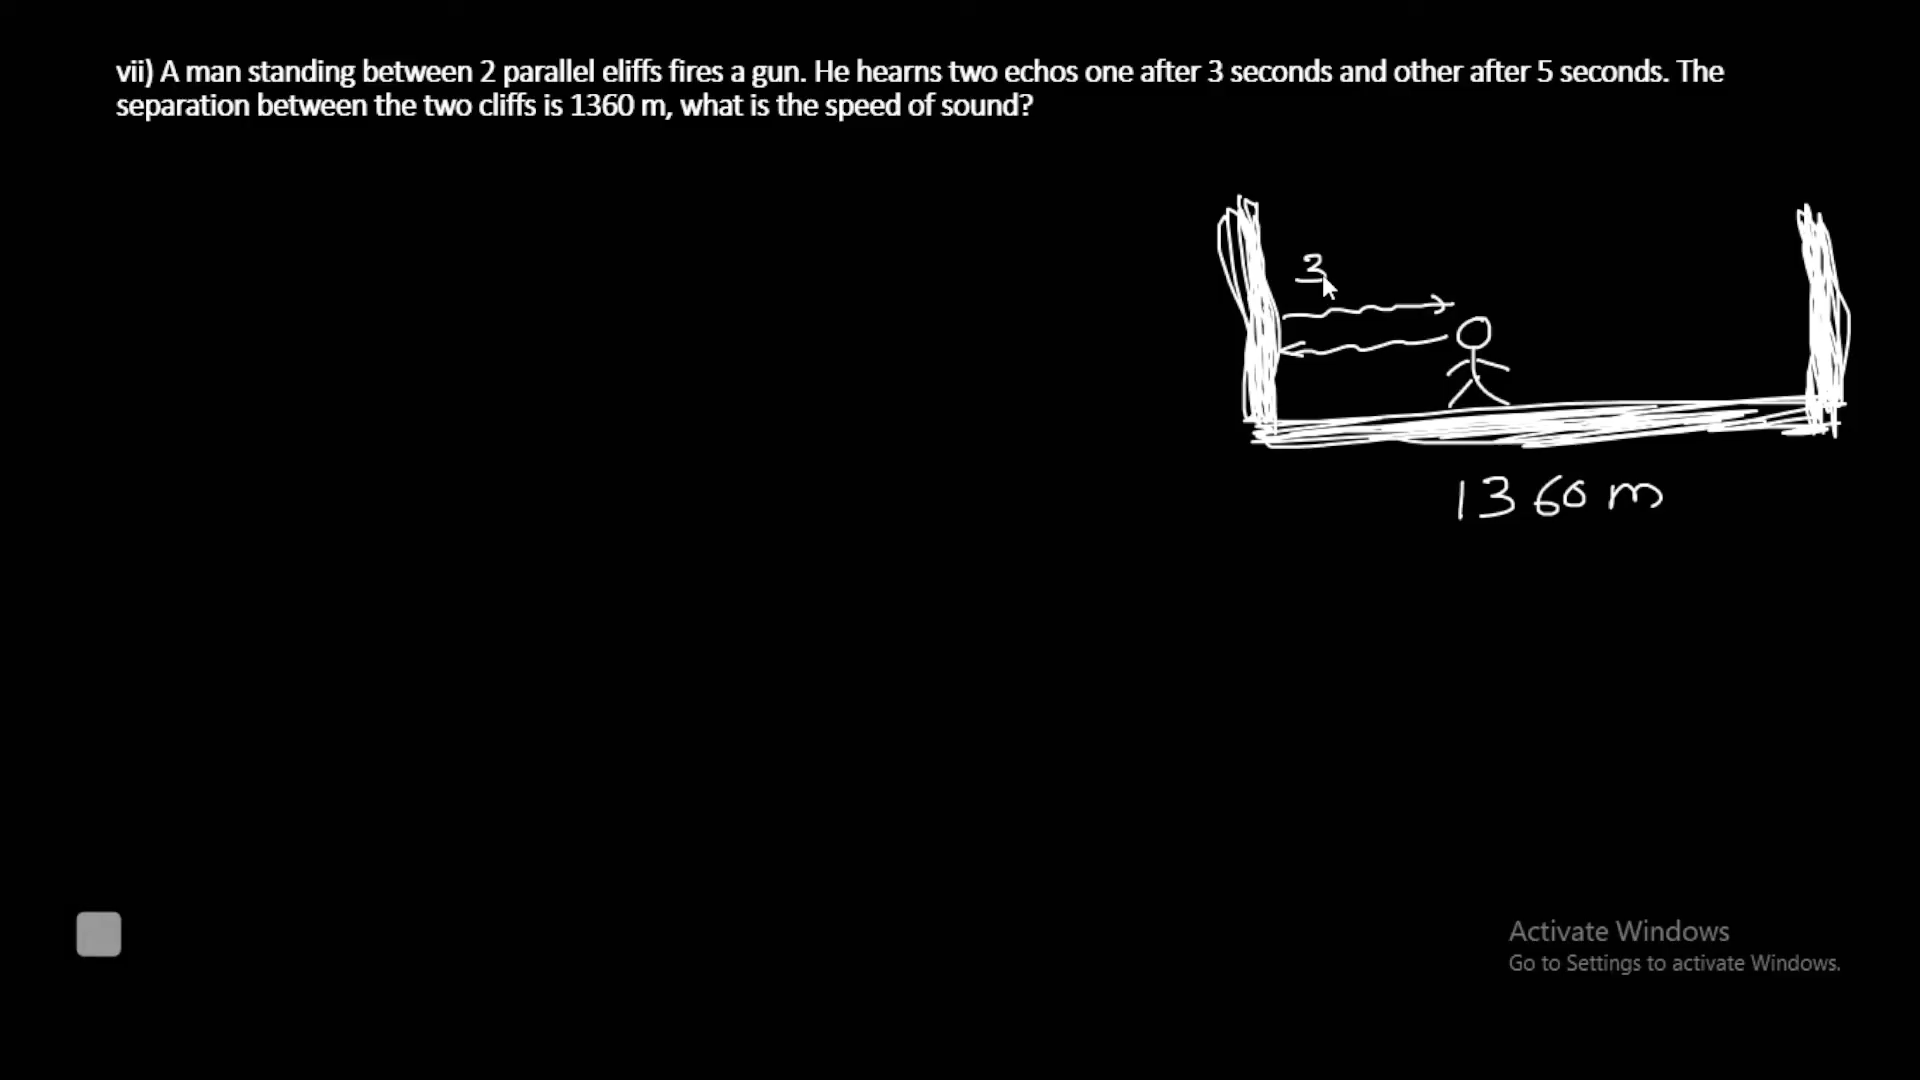 vii) A man standing between 2 parallel eliffs fires a gun. He hearns two echos one after 3 seconds and other after 5 seconds. The
separation between the two cliffs is 1360 m, what is the speed of sound?
3
1360 m
Activate Windows
Go to Settings to activate Windows.